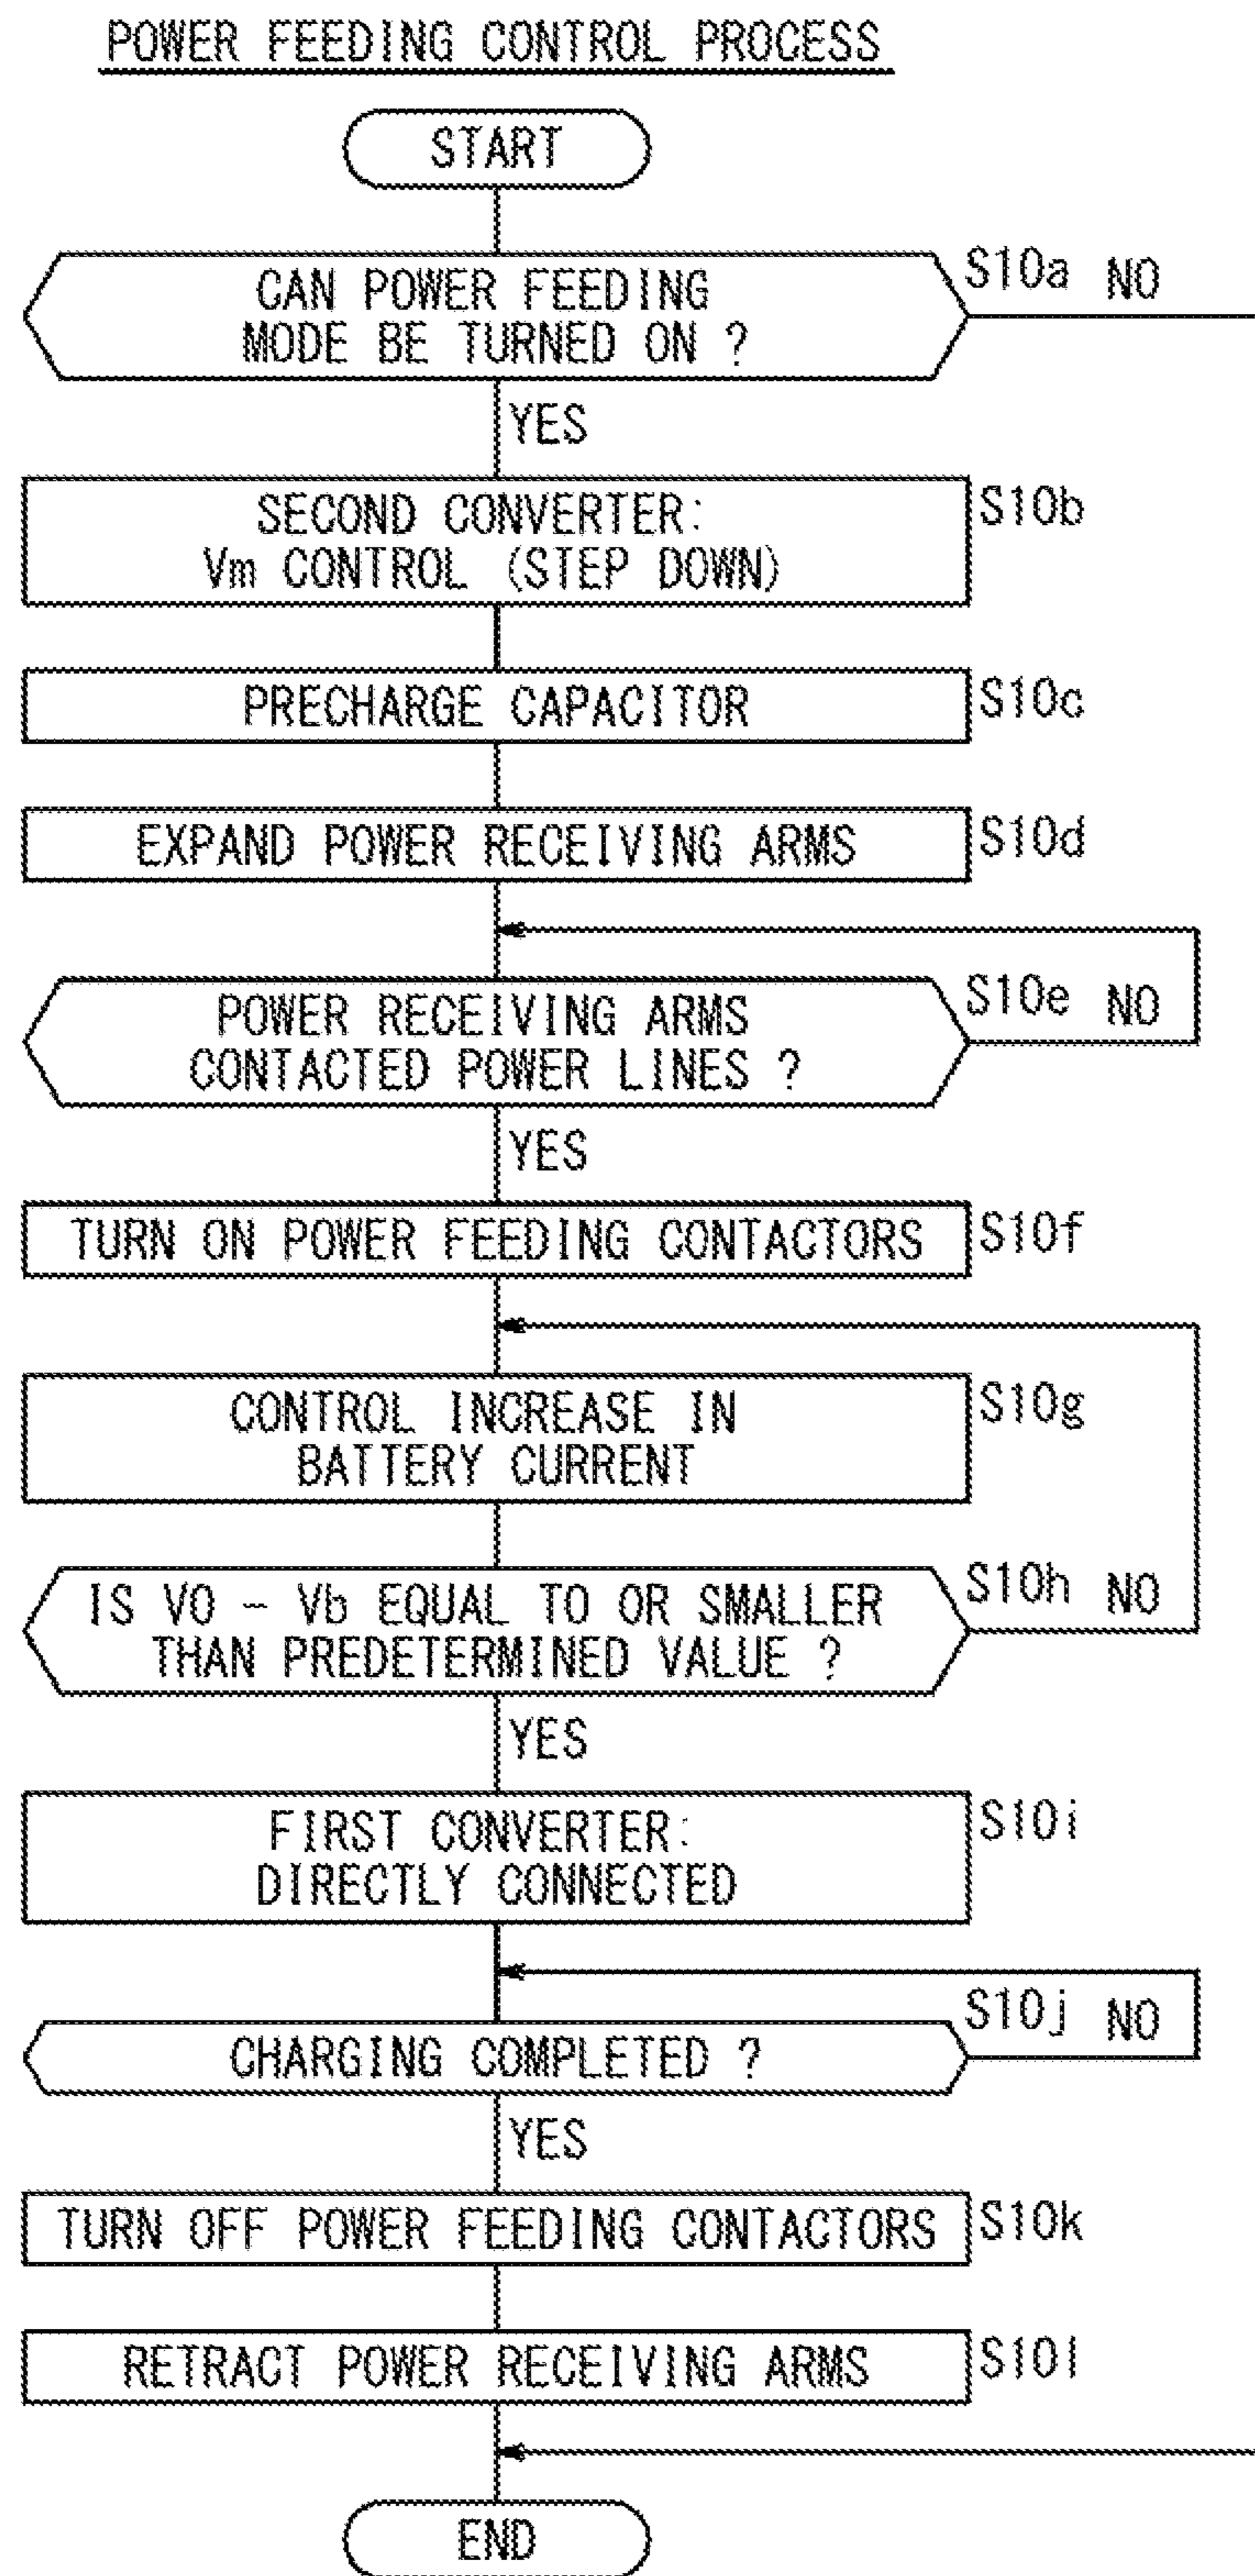 POWER FEEDING CONTROL PROCESS
START
CAN POWER FEEDING
MODE BE TURNED ON ?
S10a NO
YES
SECOND CONVERTER:
Vm CONTROL (STEP DOWN)
S10b
PRECHARGE CAPACITOR
S10c
EXPAND POWER RECEIVING ARMS
S10d
POWER RECEIVING ARMS
CONTACTED POWER LINES ?
S10e NO
YES
TURN ON POWER FEEDING CONTACTORS
S10f
CONTROL INCREASE IN
BATTERY CURRENT
S10g
IS V0 - Vb EQUAL TO OR SMALLER
THAN PREDETERMINED VALUE ?
S10h NO
YES
FIRST CONVERTER:
DIRECTLY CONNECTED
S10i
CHARGING COMPLETED ?
S10j NO
YES
TURN OFF POWER FEEDING CONTACTORS
S10k
RETRACT POWER RECEIVING ARMS
S10l
END